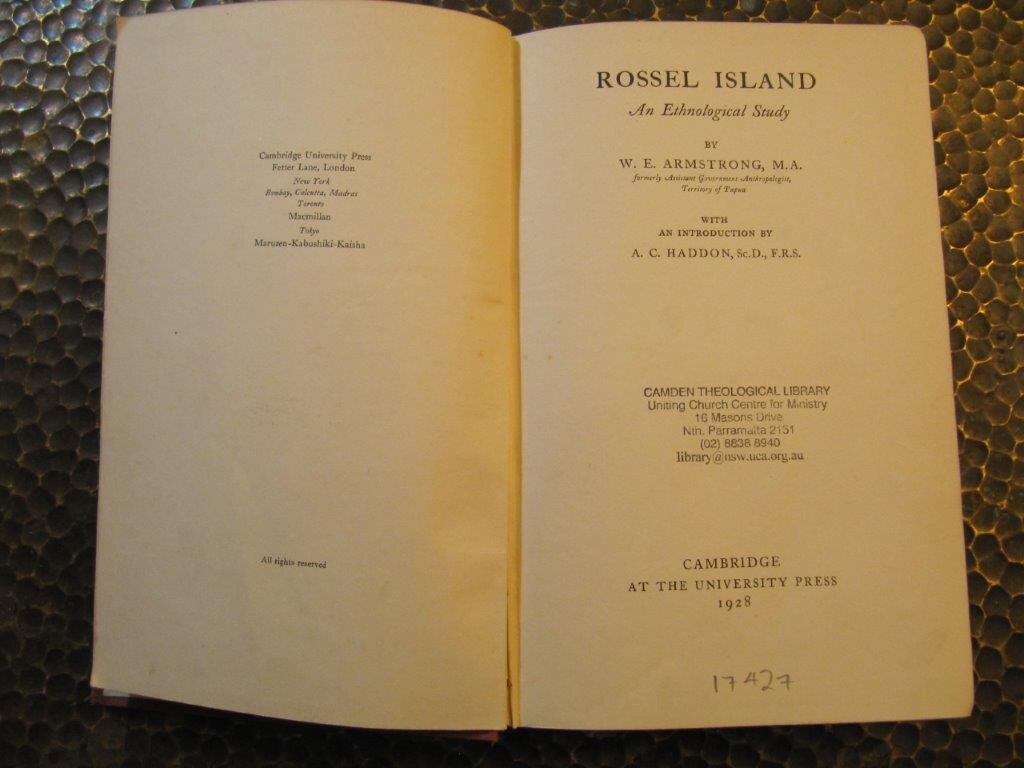 Cambridge University Press
Fetter Lane, London
New York
Bombay, Calcutta, Madras
Toronto
Macmillan
Tokyo
Maruzen-Kabushiki-Kaisha
All rights reserved
ROSSEL ISLAND
An Ethnological Study
BY
W. E. ARMSTRONG, M.A.
formerly Assistant Government Anthropologist,
Territory of Papua
WITH
AN INTRODUCTION BY
A. C. HADDON, Sc.D., F.R.S.
CAMDEN THEOLOGICAL LIBRARY
Uniting Church Centre for Ministry
16 Masons Drive
Nth. Parramatta 2151
(02) 8838 8940
library@nsw.uca.org.au
CAMBRIDGE
AT THE UNIVERSITY PRESS
1928
17427